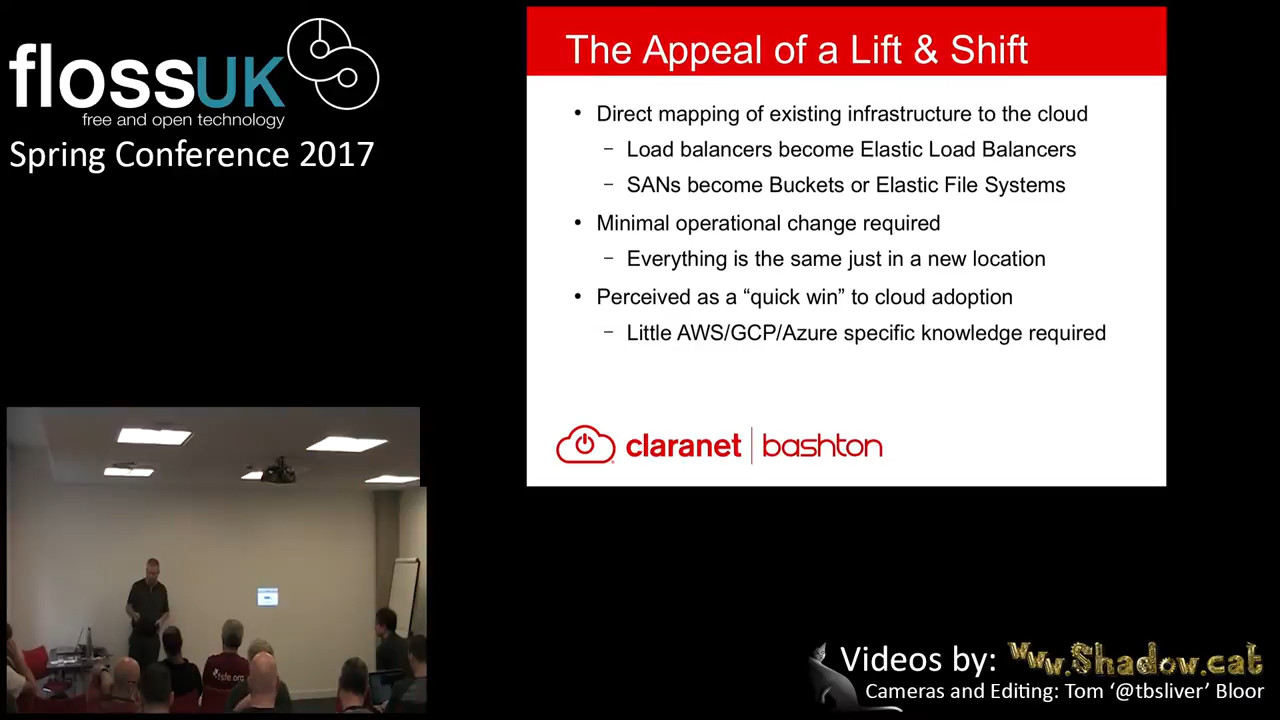 flossUK
free and open technology
Spring Conference 2017
The Appeal of a Lift & Shift
• Direct mapping of existing infrastructure to the cloud
– Load balancers become Elastic Load Balancers
– SANs become Buckets or Elastic File Systems
• Minimal operational change required
– Everything is the same just in a new location
• Perceived as a “quick win” to cloud adoption
– Little AWS/GCP/Azure specific knowledge required
claranet | bashton
fsfe.org
Videos by: Www.Shadow.cat
Cameras and Editing: Tom ‘@tbsliver’ Bloor